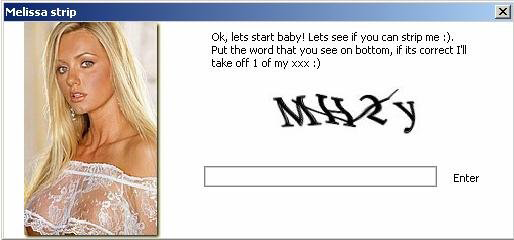 Melissa strip
Ok, lets start baby! Lets see if you can strip me :).
Put the word that you see on bottom, if its correct I'll
take off 1 of my xxx :)
Enter